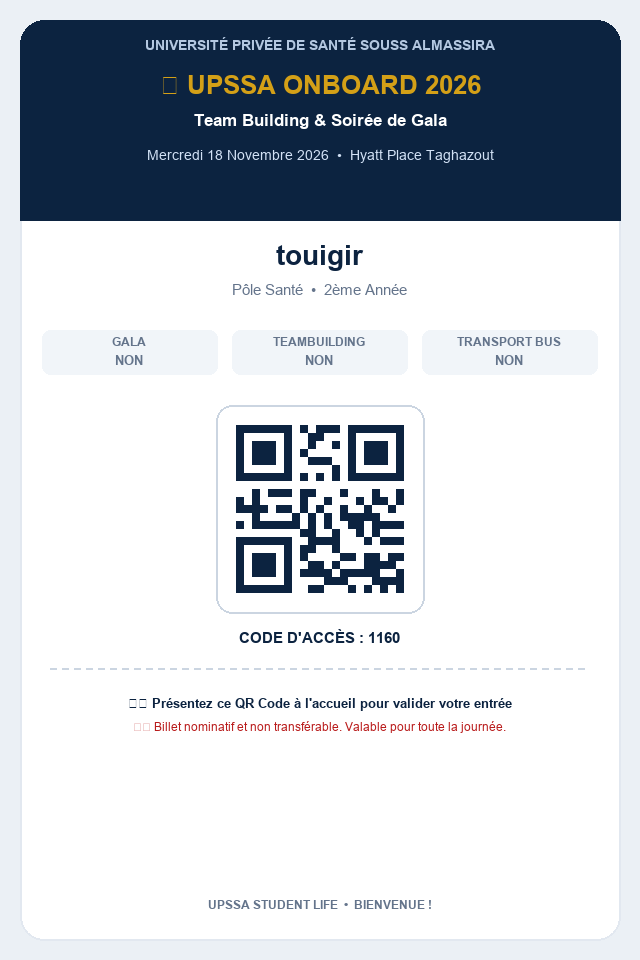 UNIVERSITÉ PRIVÉE DE SANTÉ SOUSS ALMASSIRA
UPSSA ONBOARD 2026
Team Building & Soirée de Gala
Mercredi 18 Novembre 2026 • Hyatt Place Taghazout
touigir
Pôle Santé • 2ème Année
GALA
NON
TEAMBUILDING
NON
TRANSPORT BUS
NON
CODE D'ACCÈS : 1160
Présentez ce QR Code à l'accueil pour valider votre entrée
Billet nominatif et non transférable. Valable pour toute la journée.
UPSSA STUDENT LIFE • BIENVENUE !